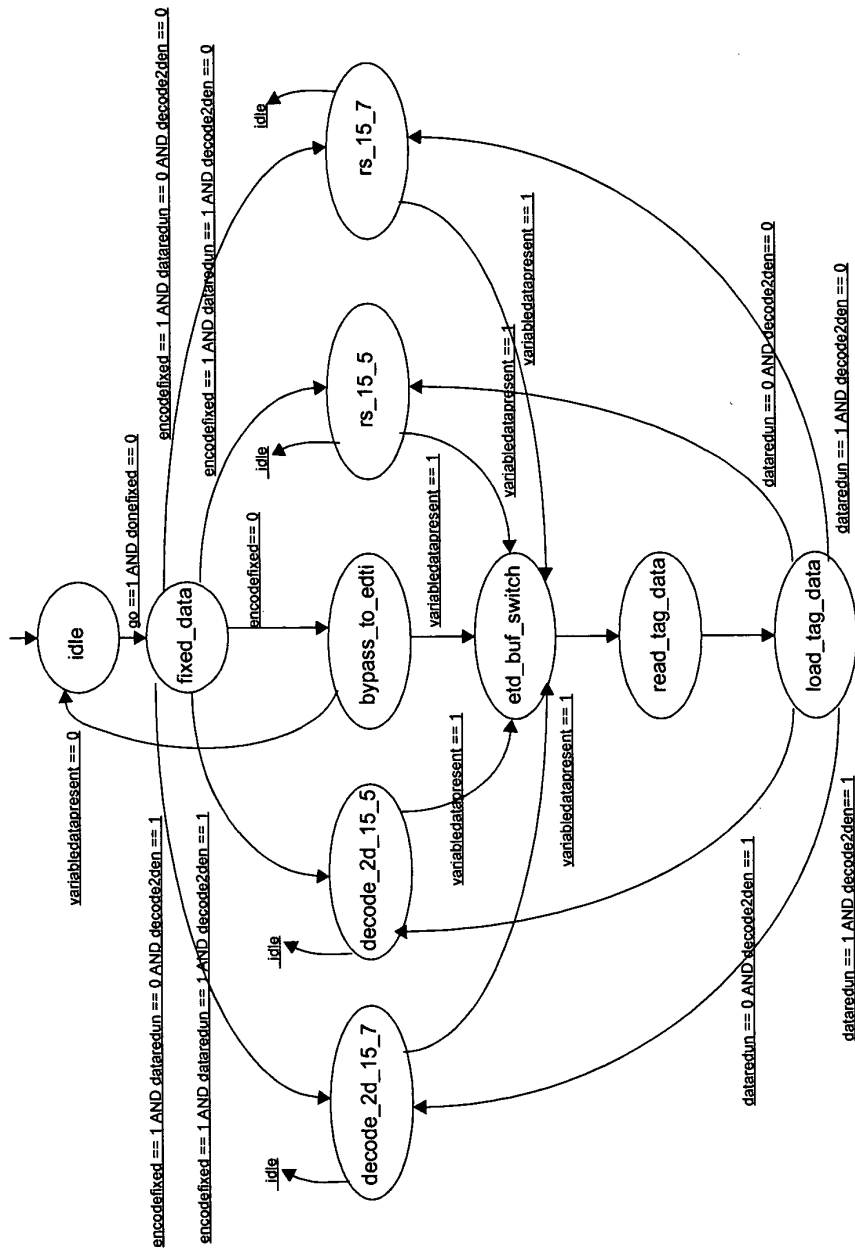 idle
go ==1 AND donefixed == 0
variabledatapresent == 0
fixed_data
encodefixed == 1 AND dataredun == 0 AND decode2den == 1
encodefixed == 1 AND dataredun == 1 AND decode2den == 1
encodefixed == 1 AND dataredun == 0 AND decode2den == 0
encodefixed == 1 AND dataredun == 1 AND decode2den == 0
encodefixed== 0
idle
idle
idle
idle
decode_2d_15_7
decode_2d_15_5
bypass_to_edti
rs_15_5
rs_15_7
variabledatapresent == 1
variabledatapresent == 1
variabledatapresent == 1
variabledatapresent == 1
variabledatapresent == 1
etd_buf_switch
read_tag_data
load_tag_data
dataredun == 0 AND decode2den == 1
dataredun == 1 AND decode2den== 1
dataredun == 0 AND decode2den== 0
dataredun == 1 AND decode2den == 0